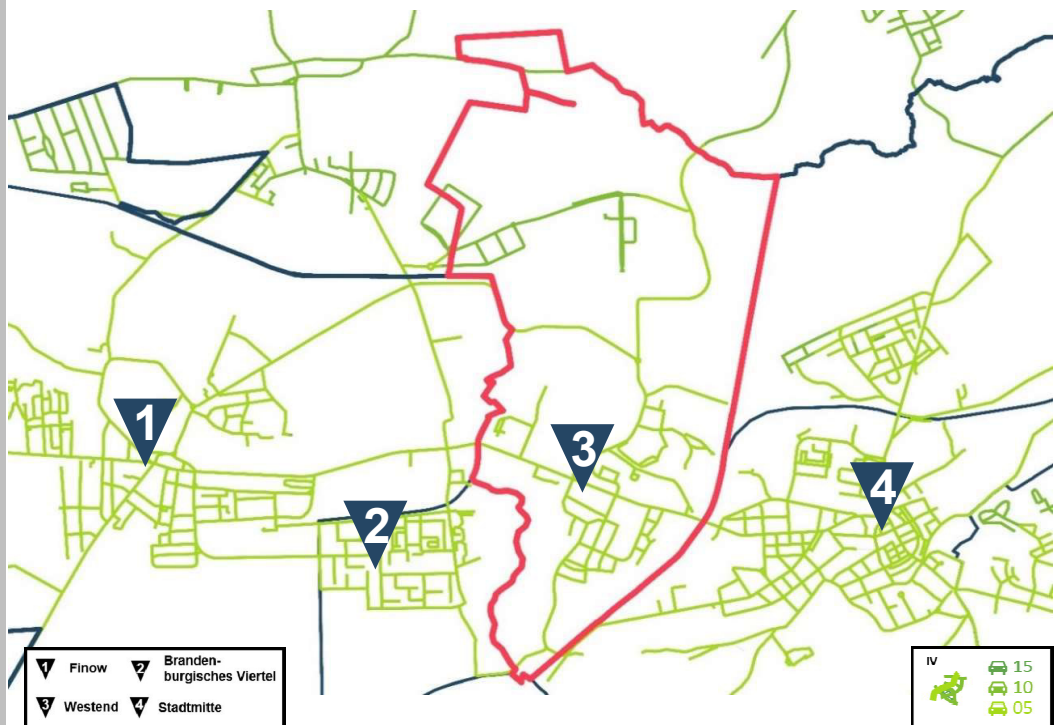 1
3
4
2
1 Finow
2 Branden-
burgisches Viertel
3 Westend
4 Stadtmitte
IV
15
10
05